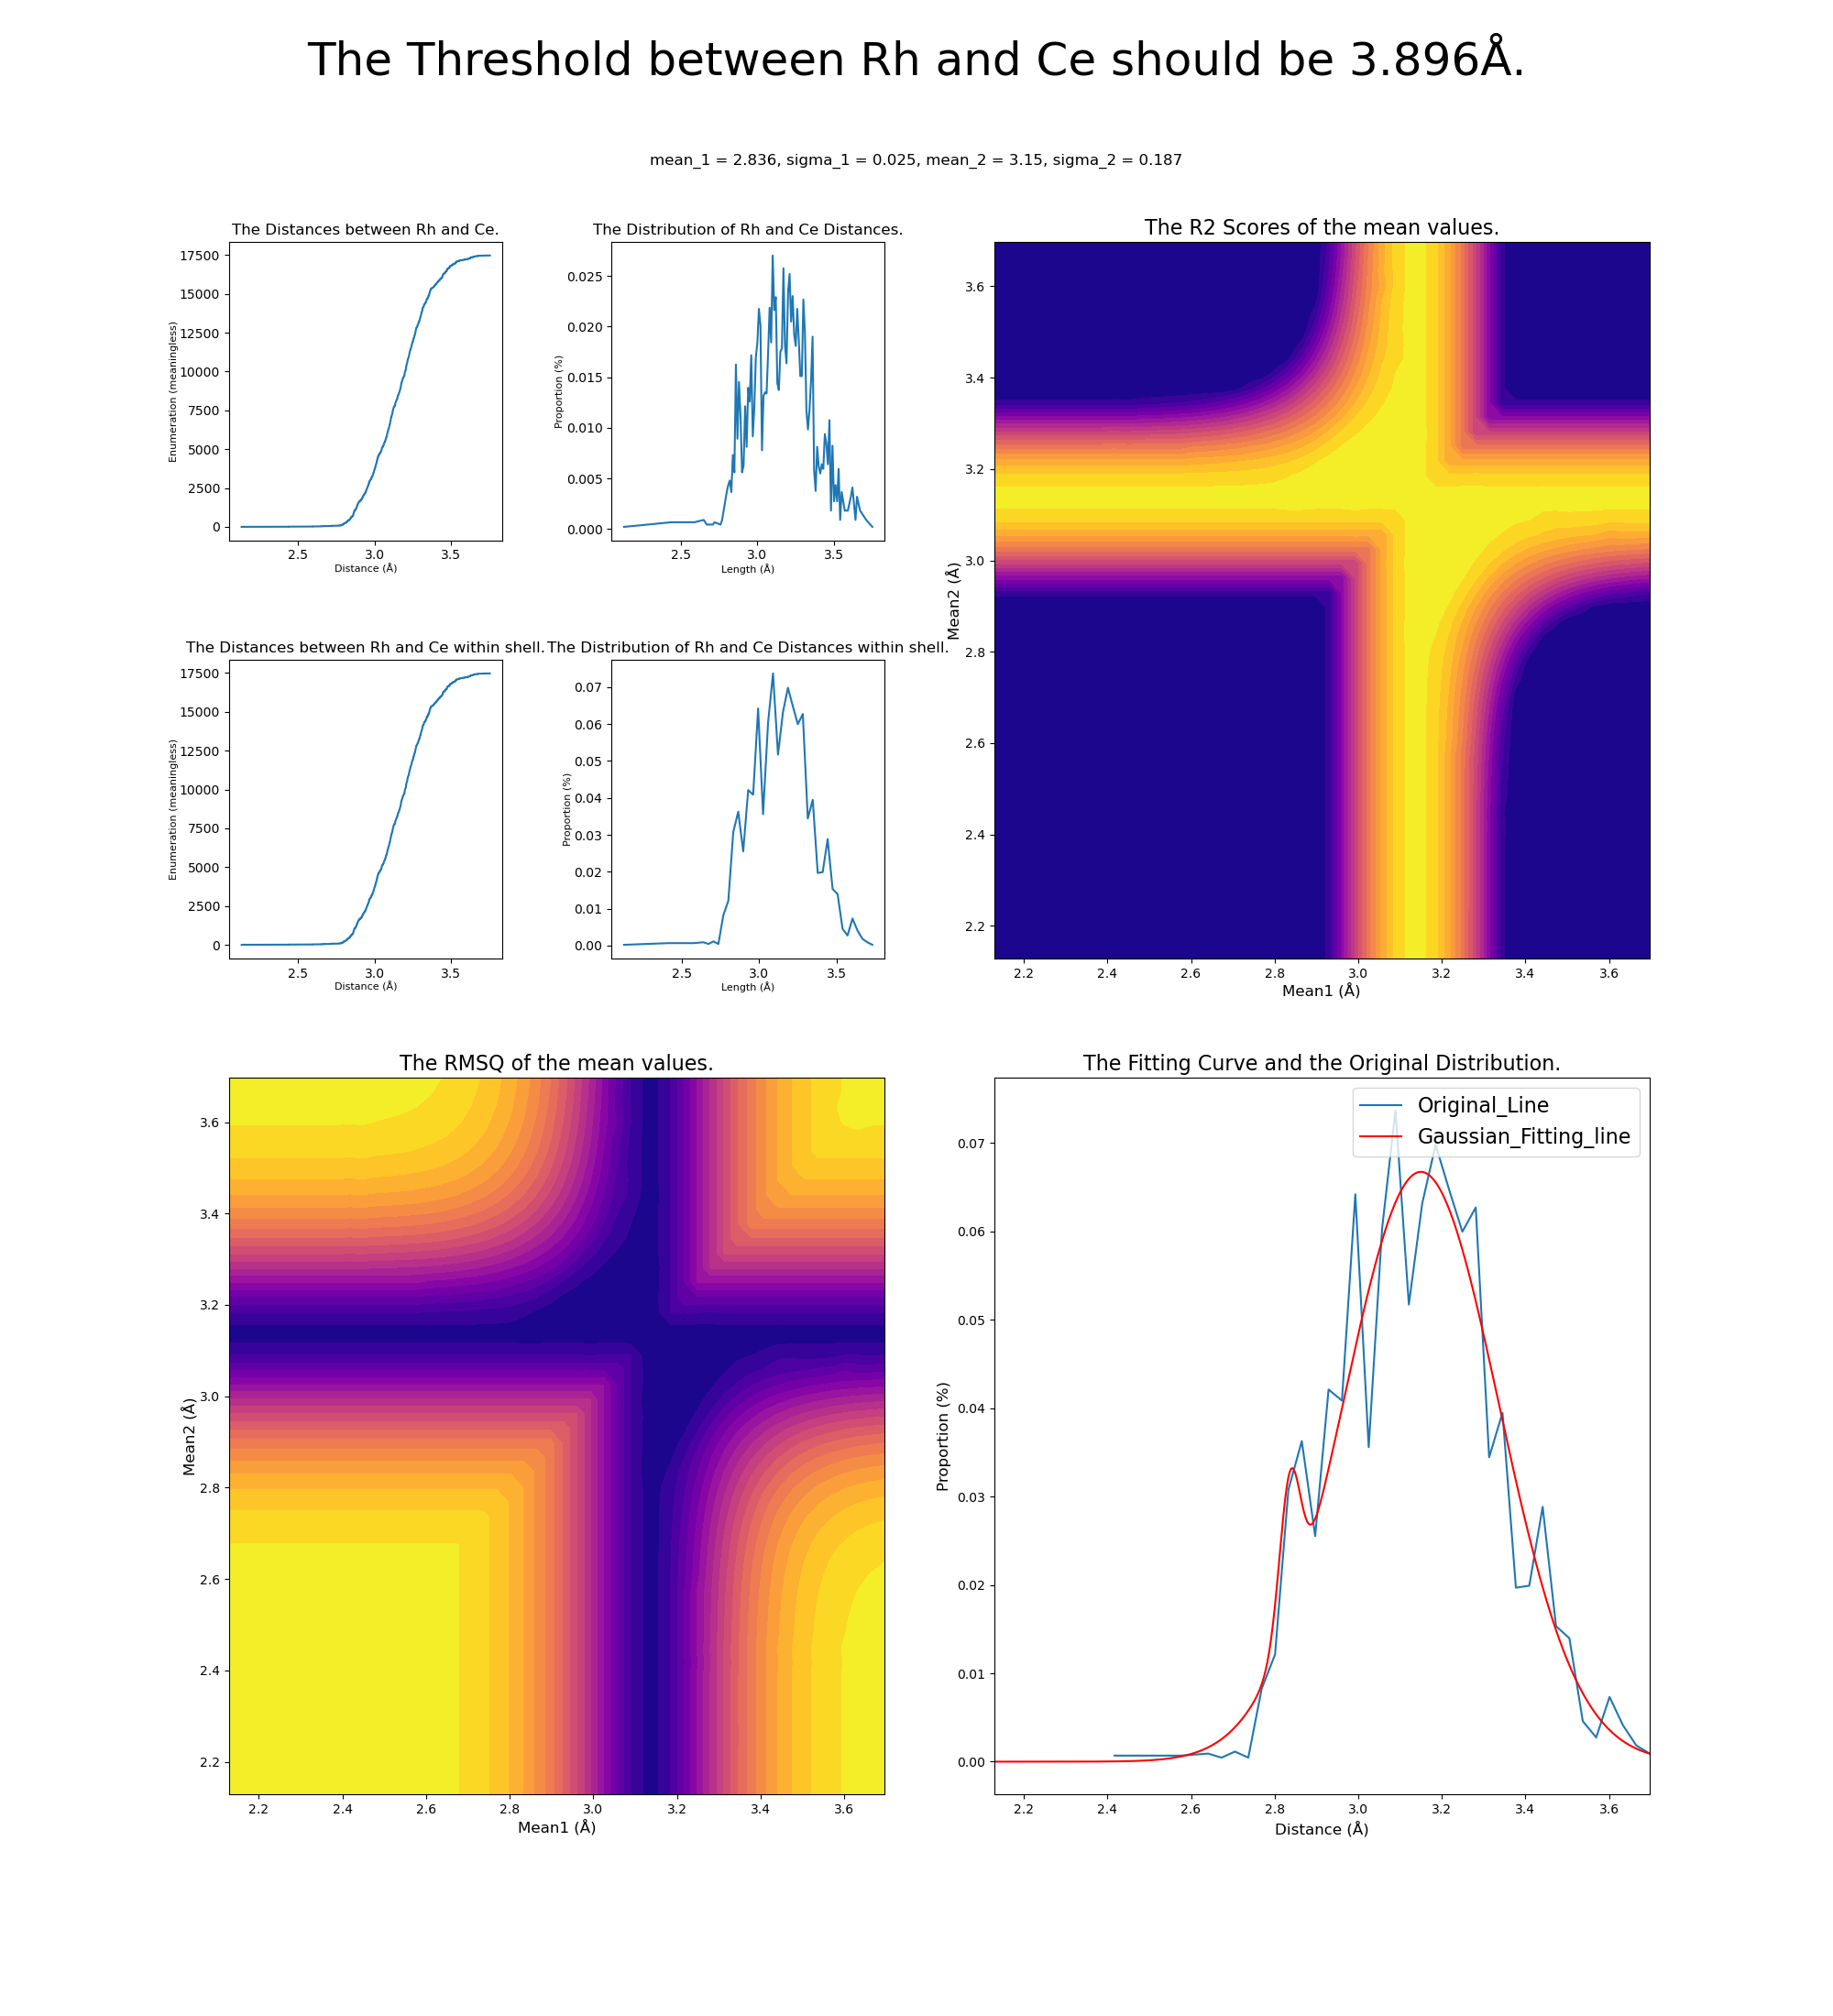 The Threshold between Rh and Ce should be 3.896Å.
mean_1 = 2.836, sigma_1 = 0.025, mean_2 = 3.15, sigma_2 = 0.187
The Distances between Rh and Ce.
17500
15000
12500
10000
7500
5000
2500
0
Enumeration (meaningless)
2.5 3.0 3.5
Distance (Å)
The Distribution of Rh and Ce Distances.
0.025
0.020
0.015
0.010
0.005
0.000
Proportion (%)
2.5 3.0 3.5
Length (Å)
The R2 Scores of the mean values.
3.6
3.4
3.2
3.0
2.8
2.6
2.4
2.2
Mean2 (Å)
2.2 2.4 2.6 2.8 3.0 3.2 3.4 3.6
Mean1 (Å)
The Distances between Rh and Ce within shell.
17500
15000
12500
10000
7500
5000
2500
0
Enumeration (meaningless)
2.5 3.0 3.5
Distance (Å)
The Distribution of Rh and Ce Distances within shell.
0.07
0.06
0.05
0.04
0.03
0.02
0.01
0.00
Proportion (%)
2.5 3.0 3.5
Length (Å)
The RMSQ of the mean values.
3.6
3.4
3.2
3.0
2.8
2.6
2.4
2.2
Mean2 (Å)
2.2 2.4 2.6 2.8 3.0 3.2 3.4 3.6
Mean1 (Å)
The Fitting Curve and the Original Distribution.
Original_Line
Gaussian_Fitting_line
0.07
0.06
0.05
0.04
0.03
0.02
0.01
0.00
Proportion (%)
2.2 2.4 2.6 2.8 3.0 3.2 3.4 3.6
Distance (Å)